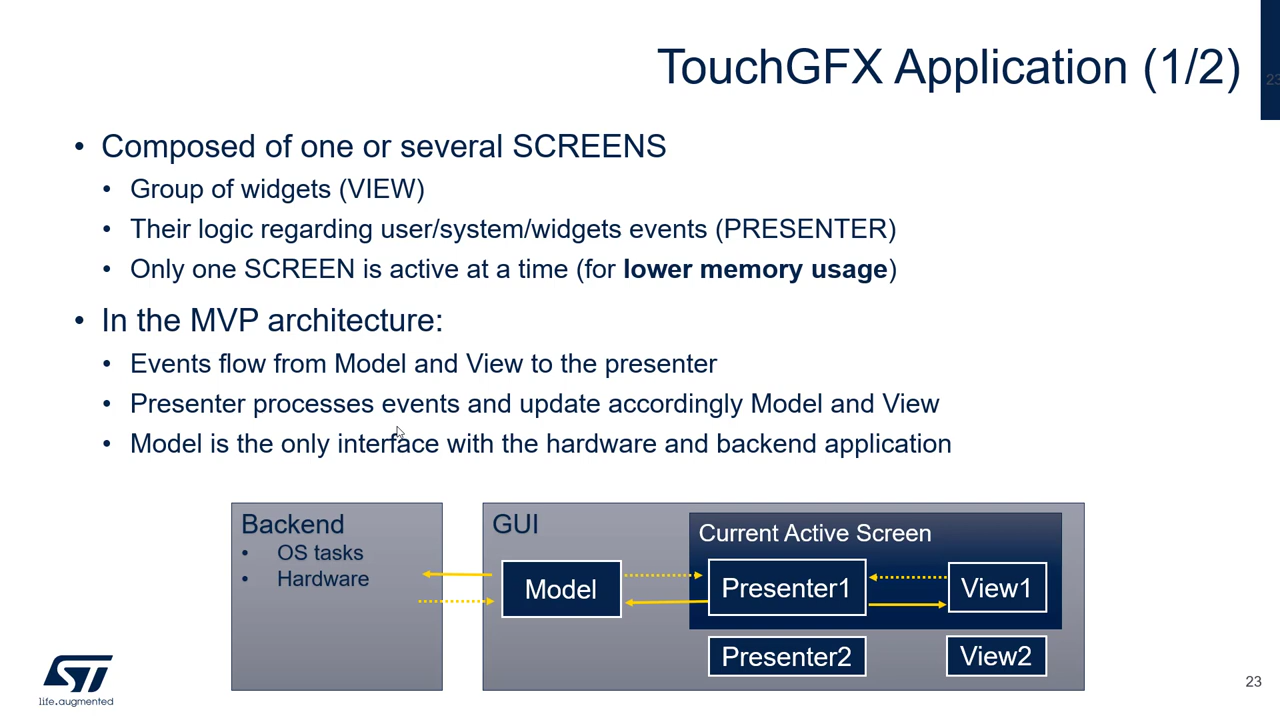 TouchGFX Application (1/2)
23
• Composed of one or several SCREENS
• Group of widgets (VIEW)
• Their logic regarding user/system/widgets events (PRESENTER)
• Only one SCREEN is active at a time (for lower memory usage)
• In the MVP architecture:
• Events flow from Model and View to the presenter
• Presenter processes events and update accordingly Model and View
• Model is the only interface with the hardware and backend application
Backend
• OS tasks
• Hardware
GUI
Model
Current Active Screen
Presenter1
View1
Presenter2
View2
ST
life.augmented
23